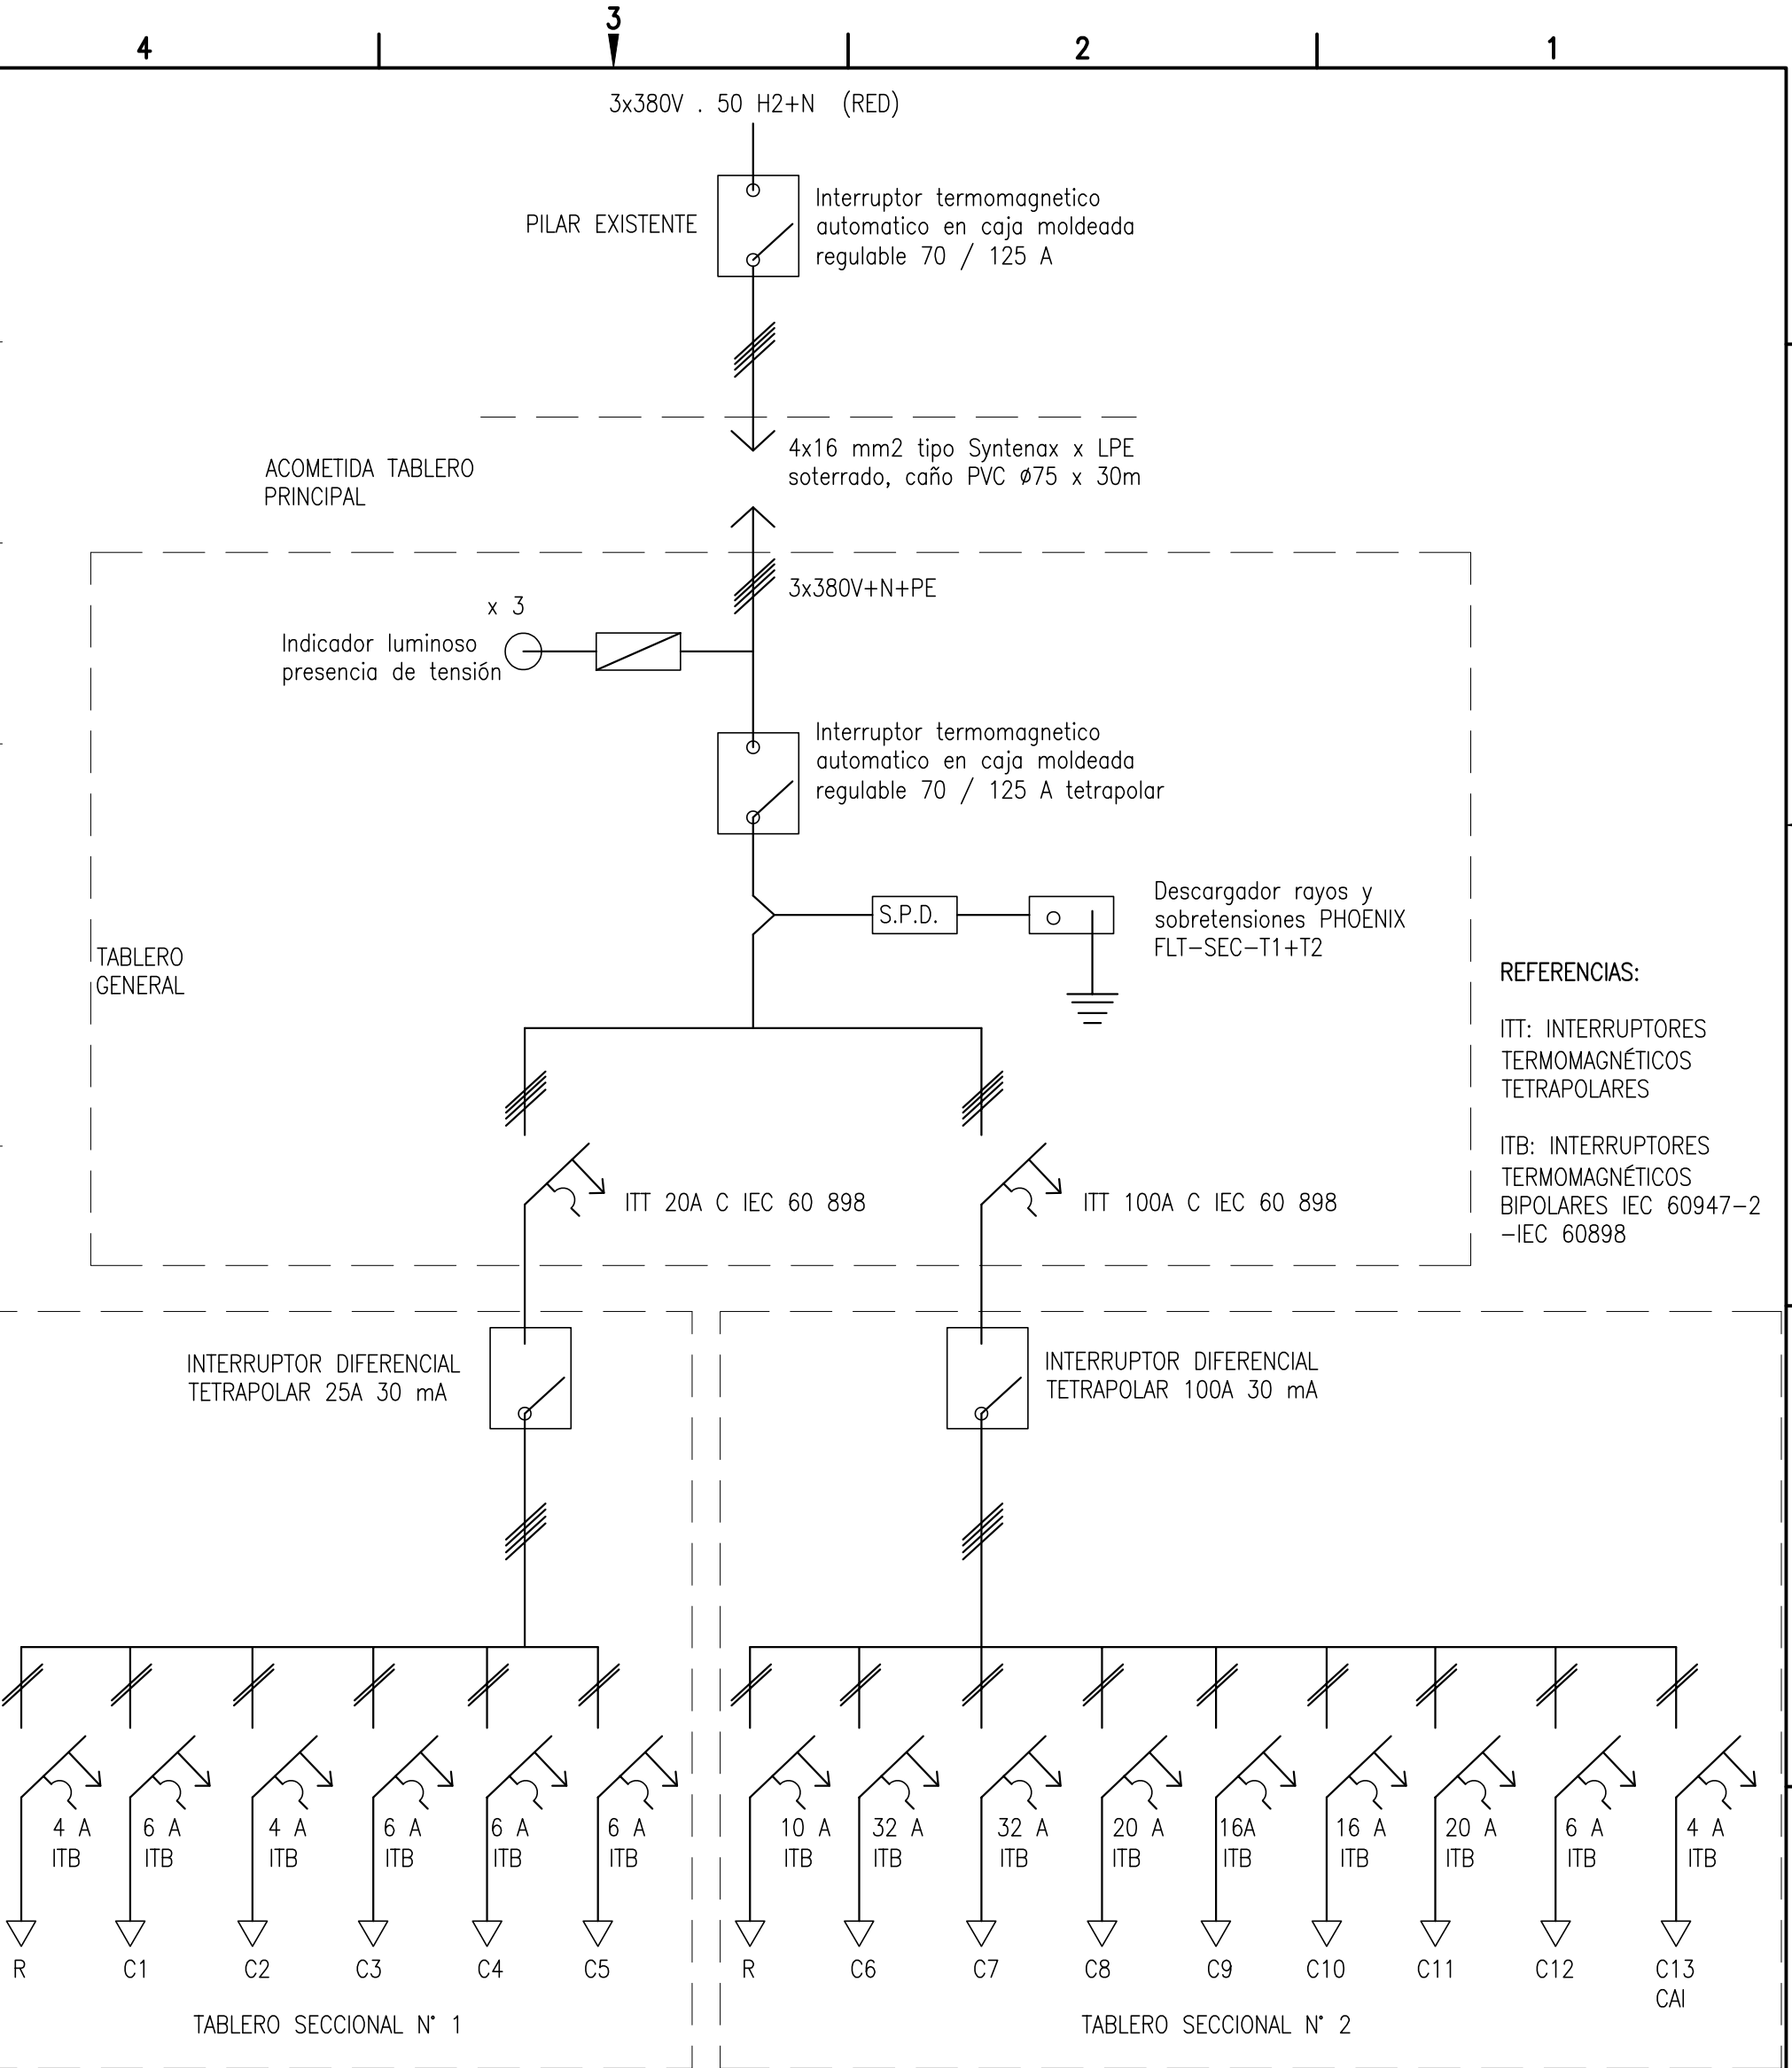 3
4
2
1
3x380V . 50 H2+N (RED)
PILAR EXISTENTE
Interruptor termomagnetico
automatico en caja moldeada
regulable 70 / 125 A
ACOMETIDA TABLERO
PRINCIPAL
4x16 mm2 tipo Syntenax x LPE
soterrado, caño PVC ø75 x 30m
3x380V+N+PE
x 3
Indicador luminoso
presencia de tensión
Interruptor termomagnetico
automatico en caja moldeada
regulable 70 / 125 A tetrapolar
S.P.D.
Descargador rayos y
sobretensiones PHOENIX
FLT-SEC-T1+T2
TABLERO
GENERAL
REFERENCIAS:
ITT: INTERRUPTORES
TERMOMAGNÉTICOS
TETRAPOLARES
ITB: INTERRUPTORES
TERMOMAGNÉTICOS
BIPOLARES IEC 60947-2
-IEC 60898
ITT 20A C IEC 60 898
ITT 100A C IEC 60 898
INTERRUPTOR DIFERENCIAL
TETRAPOLAR 25A 30 mA
INTERRUPTOR DIFERENCIAL
TETRAPOLAR 100A 30 mA
4 A
ITB
6 A
ITB
4 A
ITB
6 A
ITB
6 A
ITB
6 A
ITB
10 A
ITB
32 A
ITB
32 A
ITB
20 A
ITB
16A
ITB
16 A
ITB
20 A
ITB
6 A
ITB
4 A
ITB
R
C1
C2
C3
C4
C5
R
C6
C7
C8
C9
C10
C11
C12
C13
CAI
TABLERO SECCIONAL N° 1
TABLERO SECCIONAL N° 2